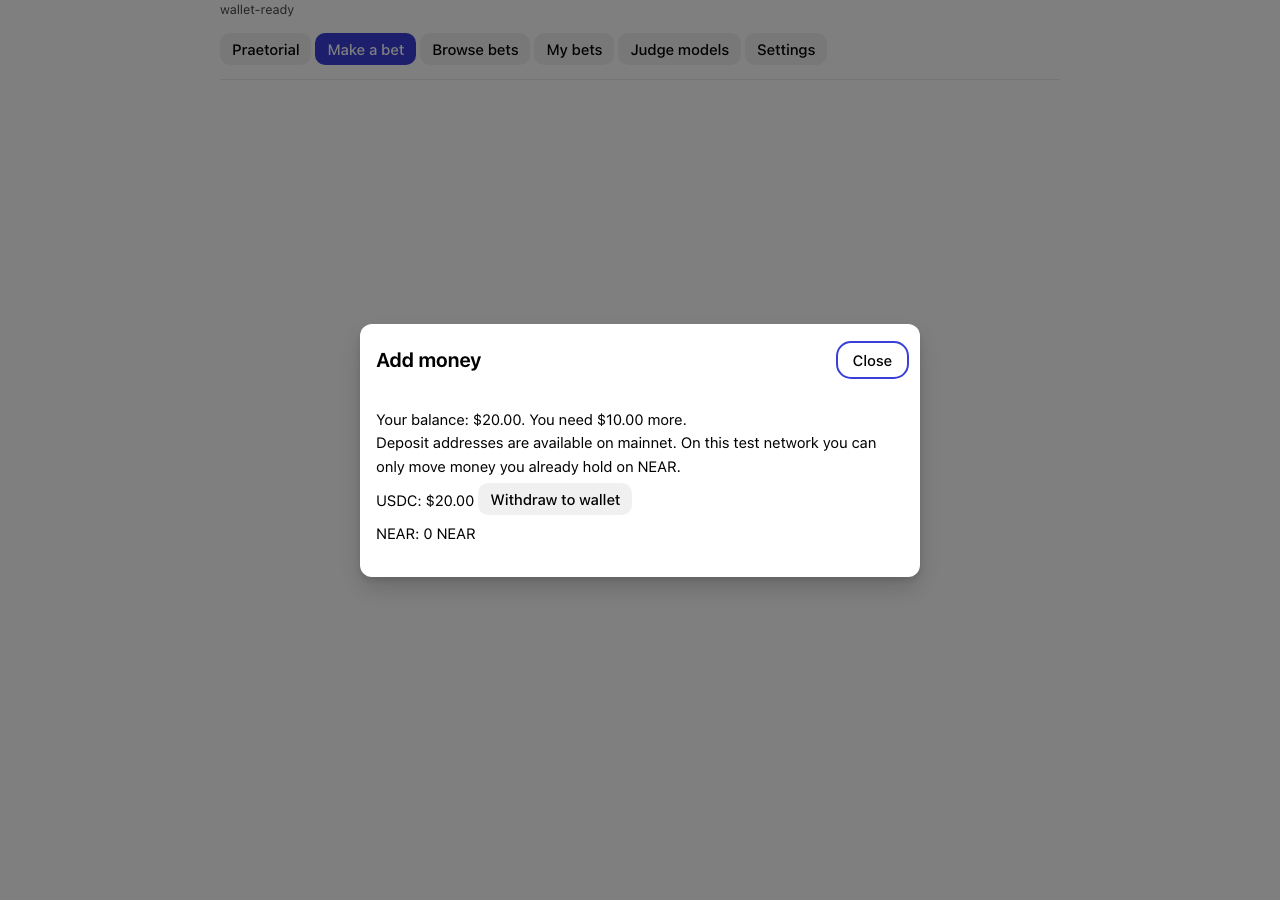 wallet-ready
Praetorial Make a bet Browse bets My bets Judge models Settings
Add money Close
Your balance: $20.00. You need $10.00 more.
Deposit addresses are available on mainnet. On this test network you can
only move money you already hold on NEAR.
USDC: $20.00 Withdraw to wallet
NEAR: 0 NEAR